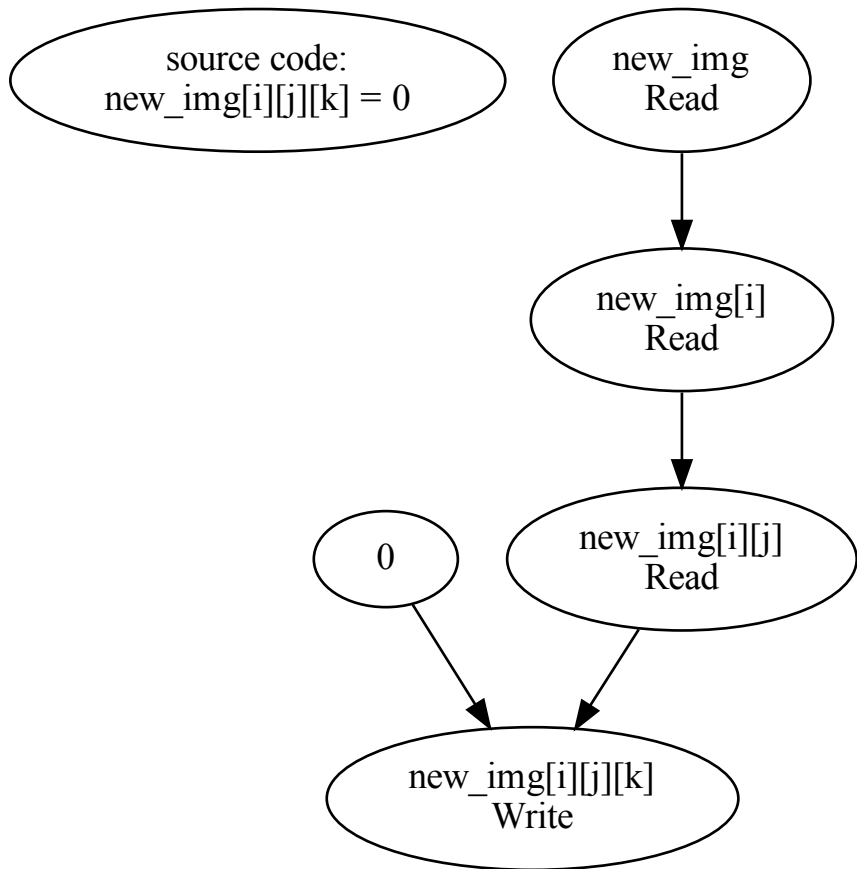 source code:
new_img[i][j][k] = 0
new_img
Read
new_img[i]
Read
0
new_img[i][j]
Read
new_img[i][j][k]
Write